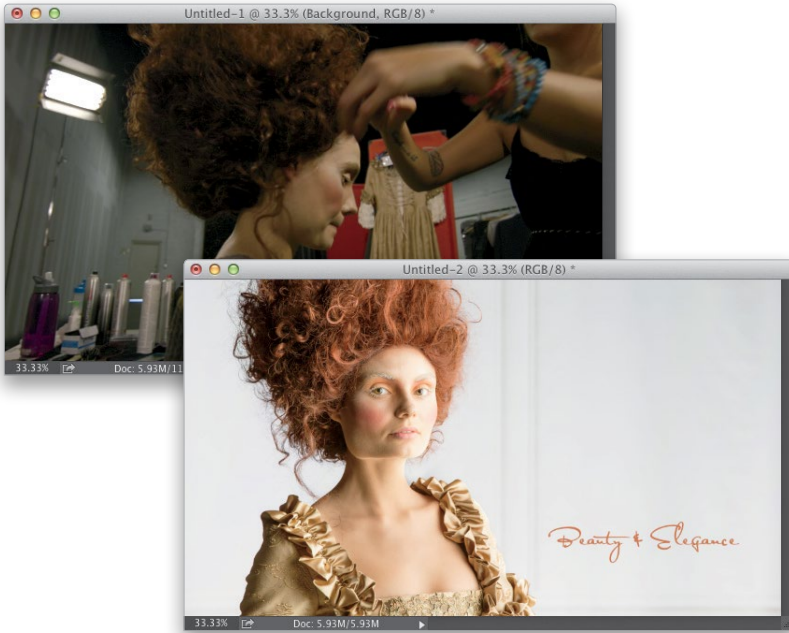 Untitled-1 @ 33.3% (Background, RGB/8) *
33.33% Doc: 5.93M/11
Untitled-2 @ 33.3% (RGB/8) *
Beauty & Elegance
33.33% Doc: 5.93M/5.93M